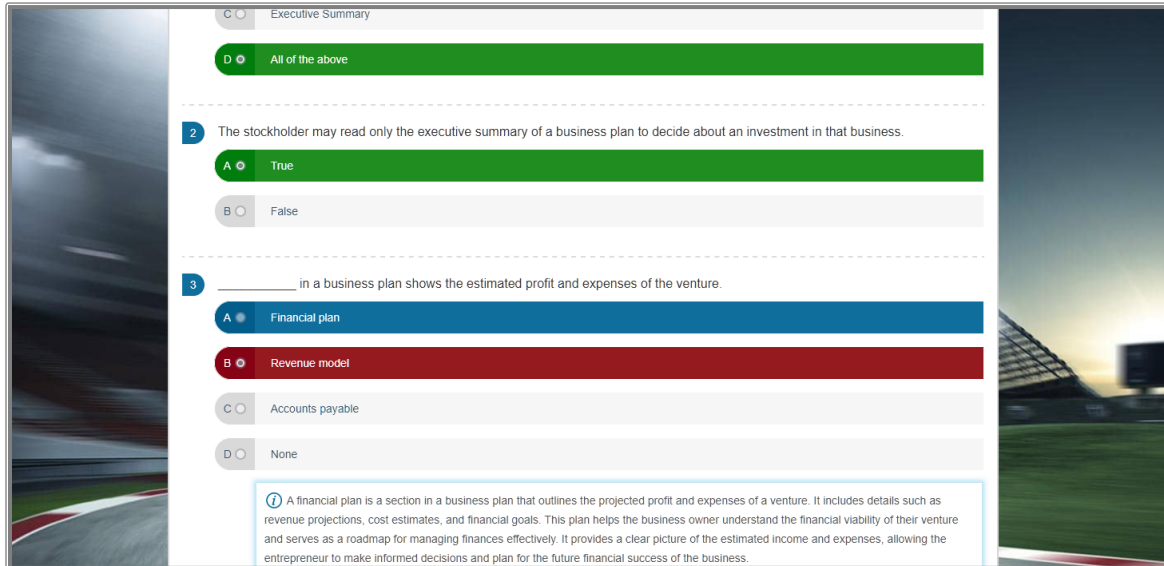 C Executive Summary
D All of the above
2 The stockholder may read only the executive summary of a business plan to decide about an investment in that business.
A True
B False
3 ____________ in a business plan shows the estimated profit and expenses of the venture.
A Financial plan
B Revenue model
C Accounts payable
D None
i A financial plan is a section in a business plan that outlines the projected profit and expenses of a venture. It includes details such as
revenue projections, cost estimates, and financial goals. This plan helps the business owner understand the financial viability of their venture
and serves as a roadmap for managing finances effectively. It provides a clear picture of the estimated income and expenses, allowing the
entrepreneur to make informed decisions and plan for the future financial success of the business.